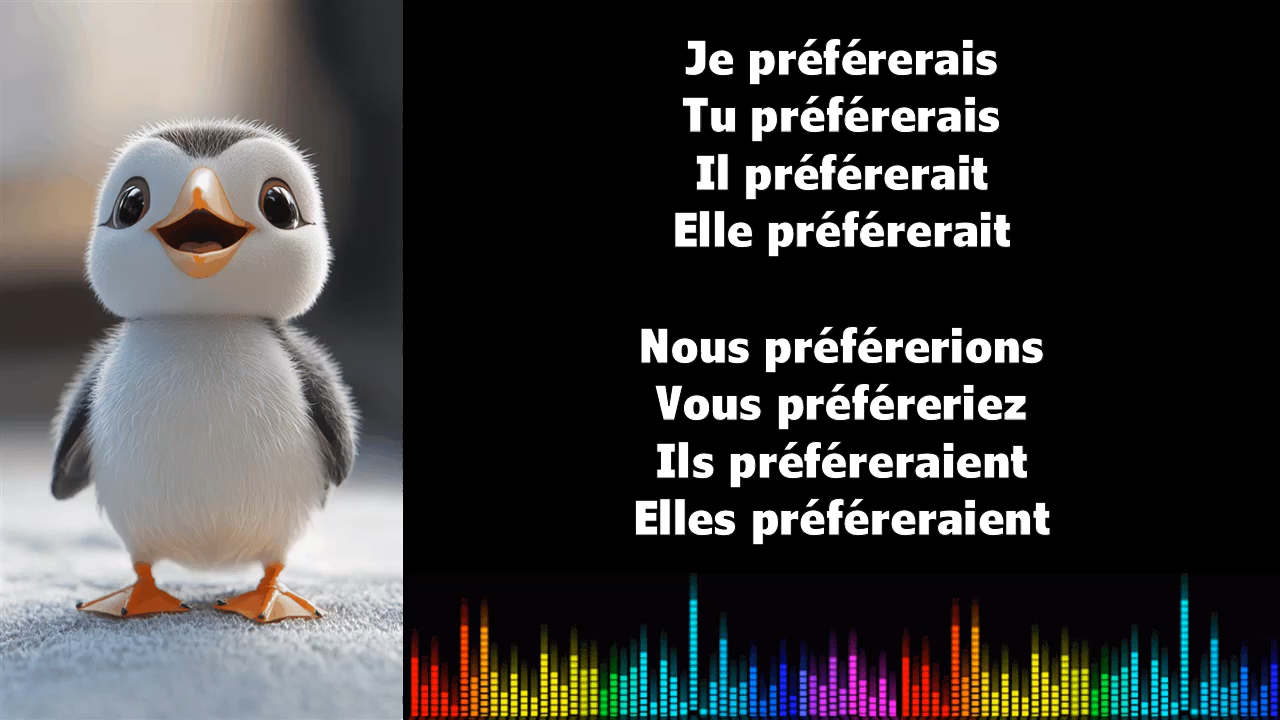 Je préférerais
Tu préférerais
Il préférerait
Elle préférerait
Nous préférerions
Vous préféreriez
Ils préféreraient
Elles préféreraient